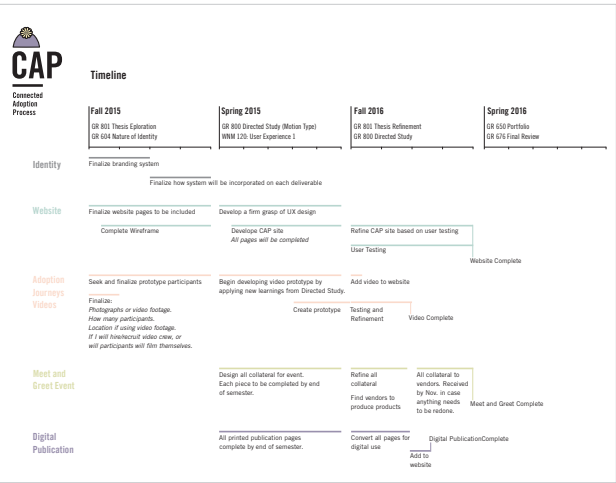 CAP
Connected
Adoption
Process
Timeline
Fall 2015
GR 801 Thesis Eploration
GR 604 Nature of Identity
Spring 2015
GR 800 Directed Study (Motion Type)
WNM 120: User Experience 1
Fall 2016
GR 801 Thesis Refinement
GR 800 Directed Study
Spring 2016
GR 650 Portfolio
GR 676 Final Review
Identity
Finalize branding system
Finalize how system will be incorporated on each deliverable
Website
Finalize website pages to be included
Develop a firm grasp of UX design
Complete Wireframe
Develope CAP site
All pages will be completed
Refine CAP site based on user testing
User Testing
Website Complete
Adoption
Journeys
Videos
Seek and finalize prototype participants
Begin developing video prototype by
applying new learnings from Directed Study.
Add video to website
Finalize:
Photographs or video footage.
How many participants.
Location if using video footage.
If I will hire/recruit video crew, or
will participants will film themselves.
Create prototype
Testing and
Refinement
Video Complete
Meet and
Greet Event
Design all collateral for event.
Each piece to be completed by end
of semester.
Refine all
collateral
Find vendors to
produce products
All collateral to
vendors. Received
by Nov. in case
anything needs
to be redone.
Meet and Greet Complete
Digital
Publication
All printed publication pages
complete by end of semester.
Convert all pages for
digital use
Digital PublicationComplete
Add to
website